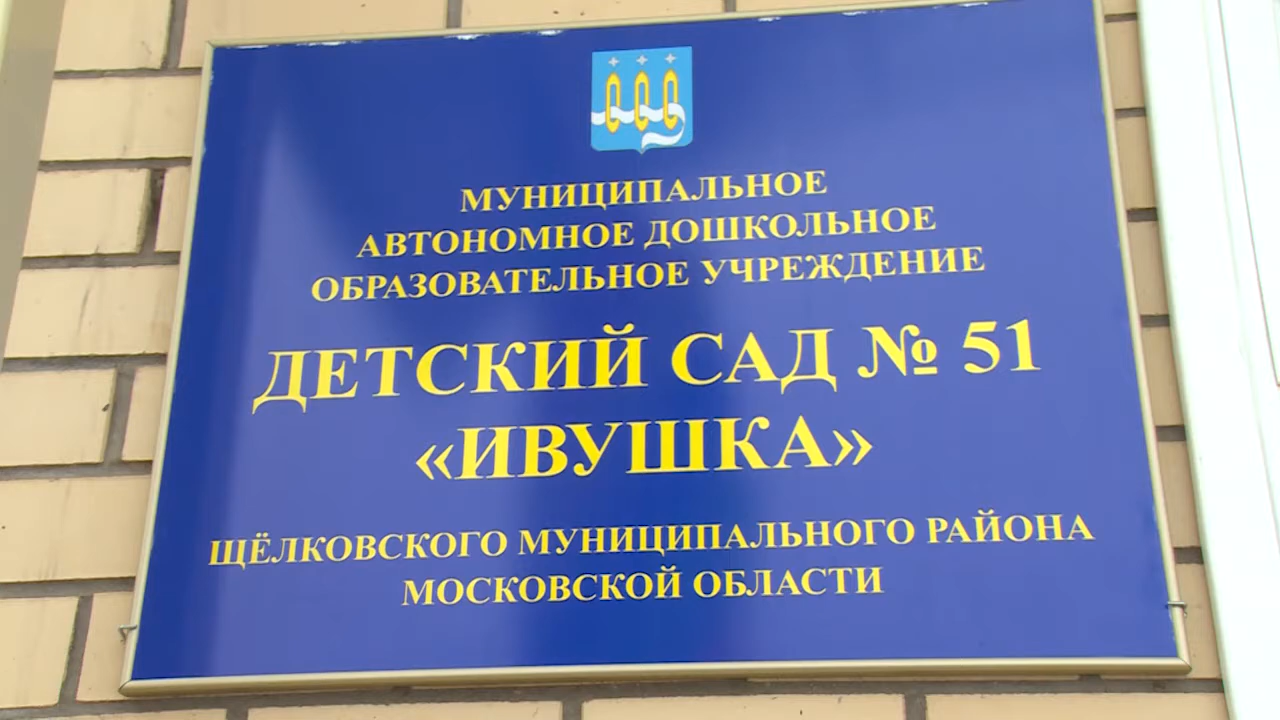 МУНИЦИПАЛЬНОЕ
АВТОНОМНОЕ ДОШКОЛЬНОЕ
ОБРАЗОВАТЕЛЬНОЕ УЧРЕЖДЕНИЕ
ДЕТСКИЙ САД № 51
«ИВУШКА»
ЩЁЛКОВСКОГО МУНИЦИПАЛЬНОГО РАЙОНА
МОСКОВСКОЙ ОБЛАСТИ